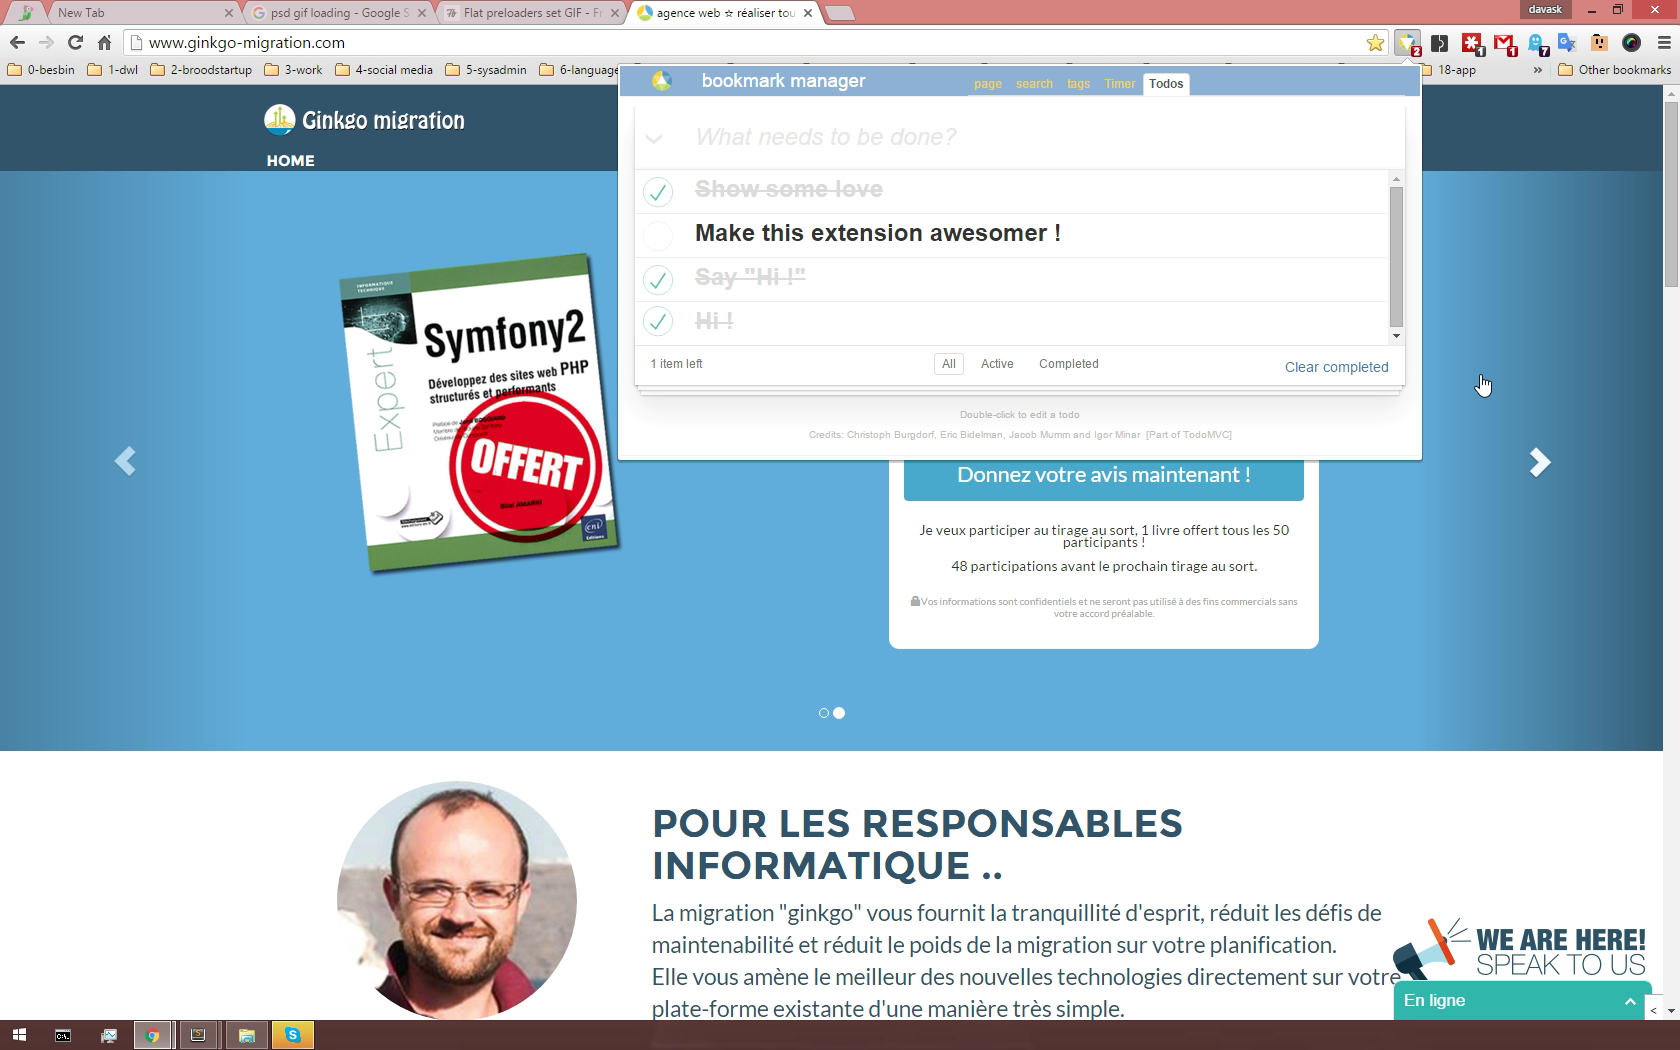 New Tab
psd gif loading - Google S
Flat preloaders set GIF - Fr
agence web ☆ réaliser tou
davask
www.ginkgo-migration.com
2
1
1
7
0-besbin
1-dwl
2-broodstartup
3-work
4-social media
5-sysadmin
6-language
18-app
»
Other bookmarks
bookmark manager
page
search
tags
Timer
Todos
Ginkgo migration
HOME
What needs to be done?
Show some love
Make this extension awesomer !
Say "Hi !"
Hi !
1 item left
All
Active
Completed
Clear completed
Double-click to edit a todo
Credits: Christoph Burgdorf, Eric Bidelman, Jacob Mumm and Igor Minar [Part of TodoMVC]
INFORMATIQUE
TECHNIQUE
Expert
Symfony2
Développez des sites web PHP
structurés et performants
OFFERT
Bilal AMARNI
eni
Editions
Donnez votre avis maintenant !
Je veux participer au tirage au sort, 1 livre offert tous les 50
participants !
48 participations avant le prochain tirage au sort.
Vos informations sont confidentiels et ne seront pas utilisé à des fins commercials sans
votre accord préalable.
POUR LES RESPONSABLES
INFORMATIQUE ..
La migration "ginkgo" vous fournit la tranquillité d'esprit, réduit les défis de
maintenabilité et réduit le poids de la migration sur votre planification.
Elle vous amène le meilleur des nouvelles technologies directement sur votre
plate-forme existante d'une manière très simple.
WE ARE HERE!
SPEAK TO US
En ligne
<